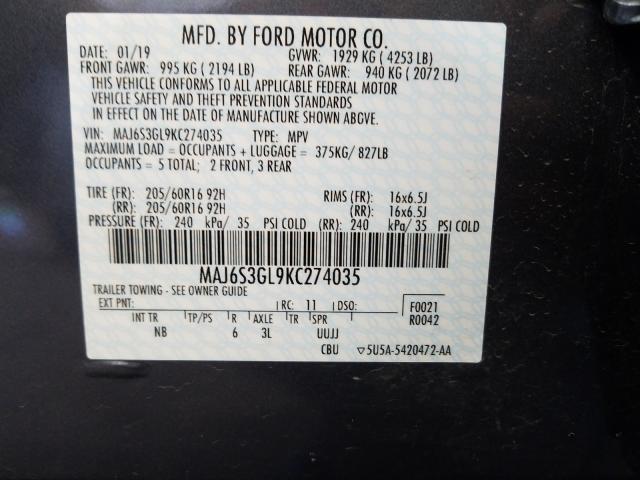 MFD. BY FORD MOTOR CO.
DATE: 01/19 GVWR: 1929 KG ( 4253 LB)
FRONT GAWR: 995 KG ( 2194 LB) REAR GAWR: 940 KG ( 2072 LB)
THIS VEHICLE CONFORMS TO ALL APPLICABLE FEDERAL MOTOR
VEHICLE SAFETY AND THEFT PREVENTION STANDARDS
IN EFFECT ON THE DATE OF MANUFACTURE SHOWN ABOVE.
VIN: MAJ6S3GL9KC274035 TYPE: MPV
MAXIMUM LOAD = OCCUPANTS + LUGGAGE = 375KG/ 827LB
OCCUPANTS = 5 TOTAL; 2 FRONT, 3 REAR
TIRE (FR): 205/60R16 92H RIMS (FR): 16x6.5J
(RR): 205/60R16 92H (RR): 16x6.5J
PRESSURE (FR): 240 kPa/ 35 PSI COLD (RR): 240 kPa/ 35 PSI COLD
MAJ6S3GL9KC274035
TRAILER TOWING - SEE OWNER GUIDE
EXT PNT: RC: 11 DSO: F0021
R0042
INT TR TP/PS R AXLE TR SPR
NB 6 3L UUJJ
CBU ▽5U5A-5420472-AA